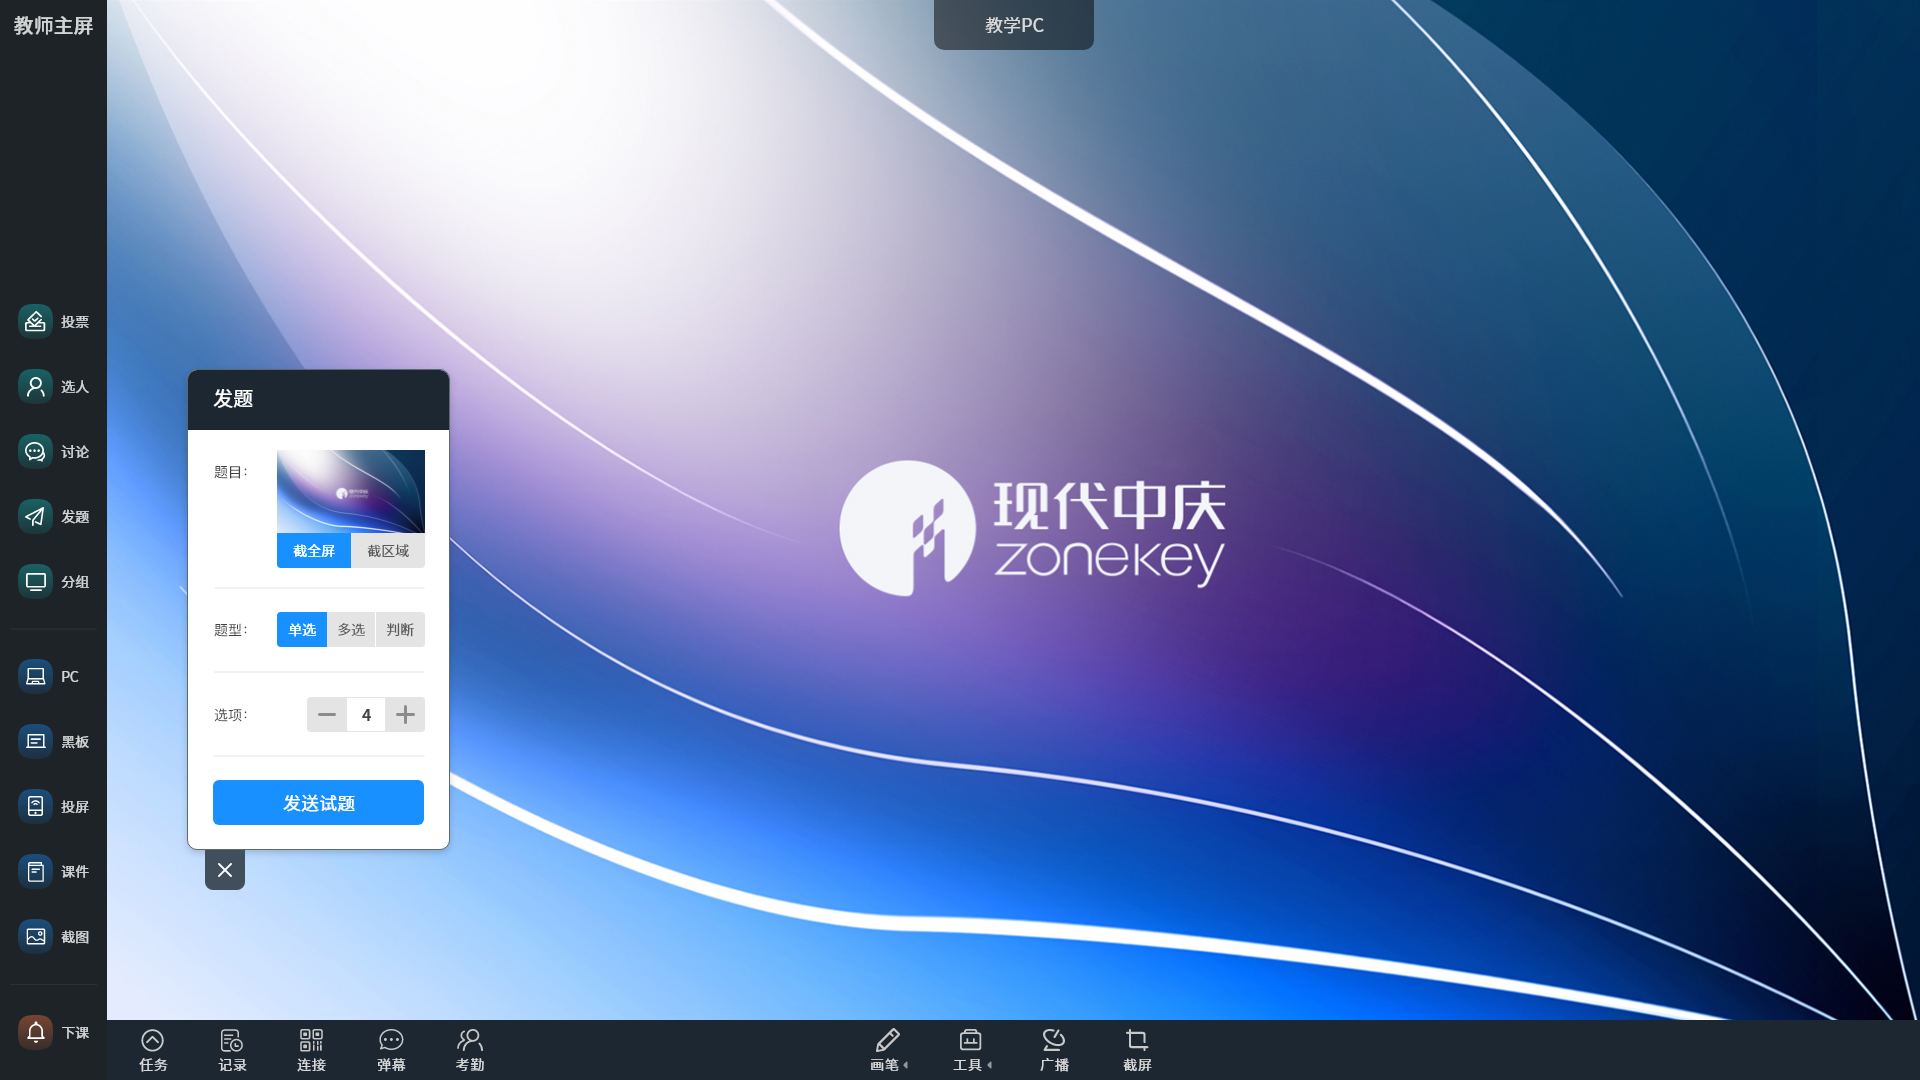 教师主屏
教学PC
投票
选人
讨论
发题
分组
PC
黑板
投屏
课件
截图
下课
发题
题目：
截全屏 截区域
题型：
单选 多选 判断
选项：
4
发送试题
现代中庆
zonekey
任务 记录 连接 弹幕 考勤 画笔 工具 广播 截屏